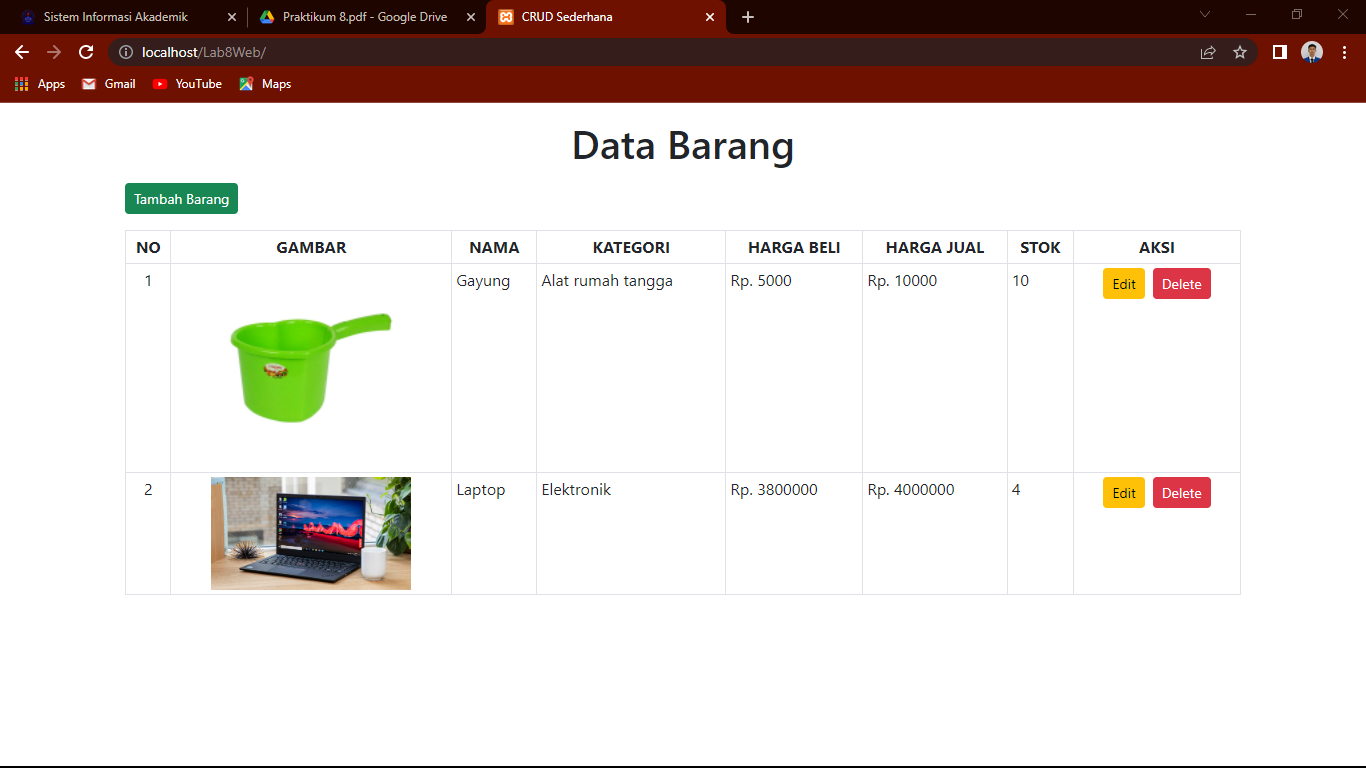 Sistem Informasi Akademik
Praktikum 8.pdf - Google Drive
CRUD Sederhana
localhost/Lab8Web/
Apps Gmail YouTube Maps
Data Barang
Tambah Barang
NO GAMBAR NAMA KATEGORI HARGA BELI HARGA JUAL STOK AKSI
1 Gayung Alat rumah tangga Rp. 5000 Rp. 10000 10 Edit Delete
2 Laptop Elektronik Rp. 3800000 Rp. 4000000 4 Edit Delete